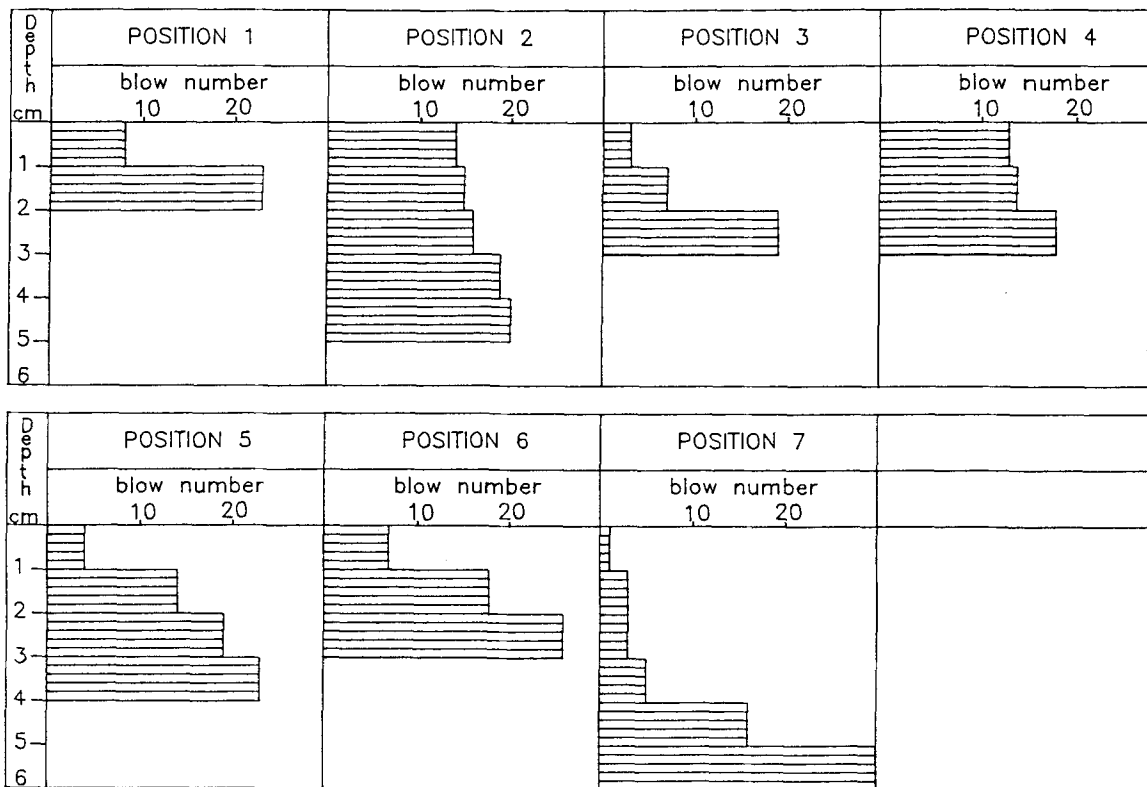 Depth cm
POSITION 1 POSITION 2 POSITION 3 POSITION 4
blow number blow number blow number blow number
10 20 10 20 10 20 10 20
1
2
3
4
5
6
Depth cm
POSITION 5 POSITION 6 POSITION 7
blow number blow number blow number
10 20 10 20 10 20
1
2
3
4
5
6